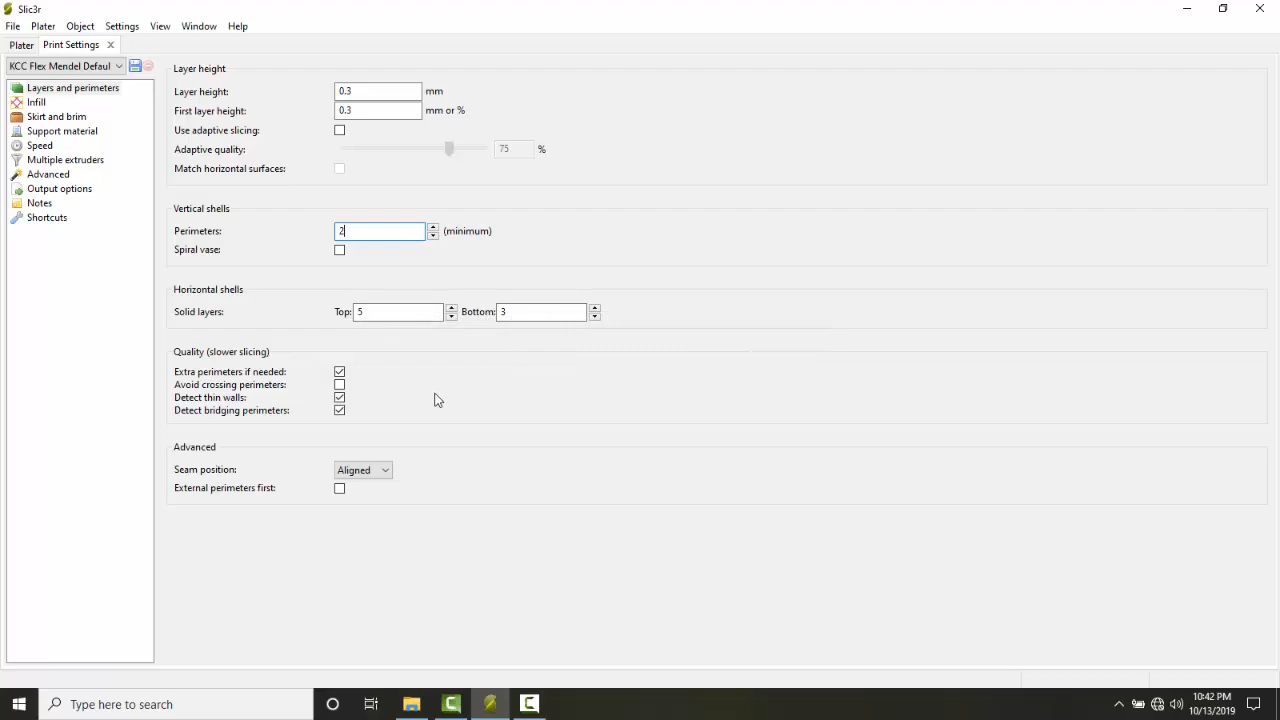 Slic3r
File Plater Object Settings View Window Help
Plater Print Settings
KCC Flex Mendel Defaul
Layers and perimeters
Infill
Skirt and brim
Support material
Speed
Multiple extruders
Advanced
Output options
Notes
Shortcuts
Layer height
Layer height: 0.3 mm
First layer height: 0.3 mm or %
Use adaptive slicing:
Adaptive quality: 75 %
Match horizontal surfaces:
Vertical shells
Perimeters: 2 (minimum)
Spiral vase:
Horizontal shells
Solid layers: Top: 5 Bottom: 3
Quality (slower slicing)
Extra perimeters if needed:
Avoid crossing perimeters:
Detect thin walls:
Detect bridging perimeters:
Advanced
Seam position: Aligned
External perimeters first:
Type here to search
10:42 PM
10/13/2019